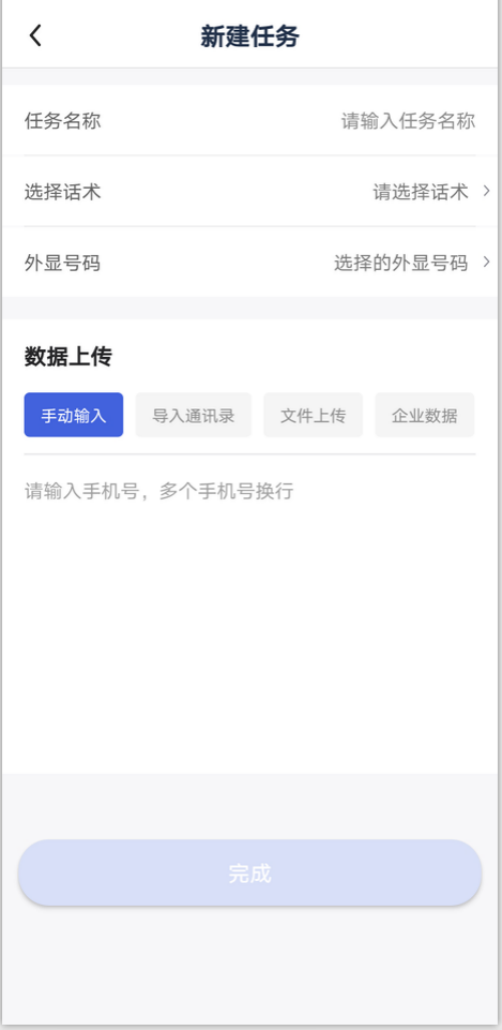 新建任务
任务名称 请输入任务名称
选择话术 请选择话术
外显号码 选择的外显号码
数据上传
手动输入 导入通讯录 文件上传 企业数据
请输入手机号，多个手机号换行
完成